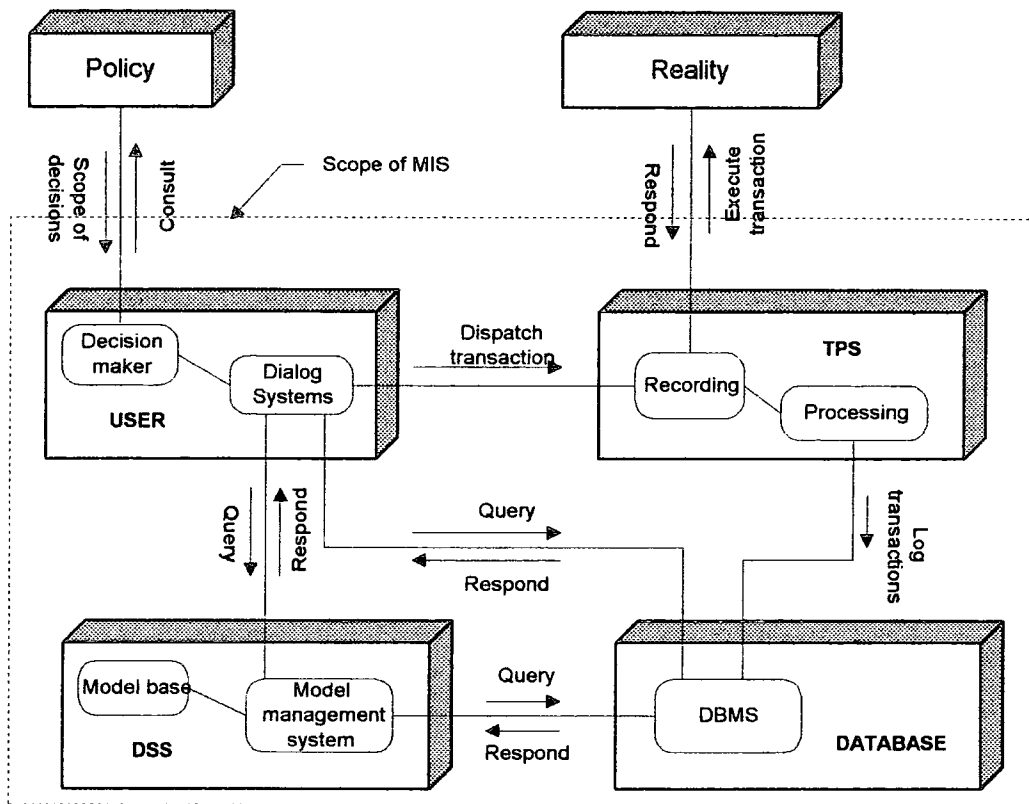 Policy
Reality
Scope of
decisions
Consult
Scope of MIS
Respond
Execute
transaction
Decision
maker
Dialog
Systems
USER
Dispatch
transaction
TPS
Recording
Processing
Query
Respond
Query
Respond
Log
transactions
Model base
Model
management
system
DSS
Query
Respond
DBMS
DATABASE